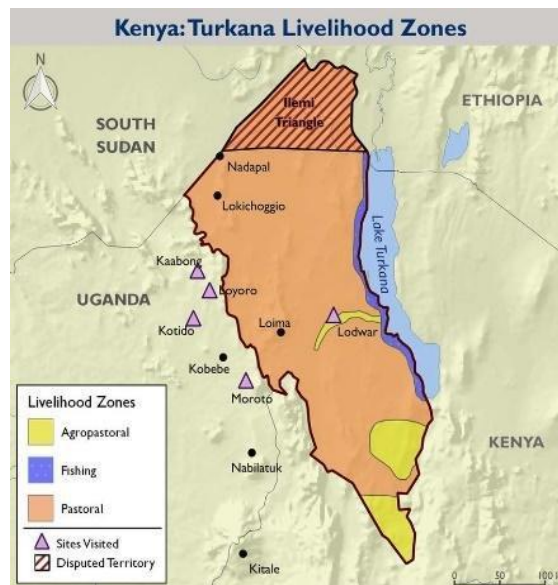 Kenya: Turkana Livelihood Zones
N
Ilemi
Triangle
ETHIOPIA
SOUTH
SUDAN
Nadapal
Lokichoggio
Lake Turkana
Kaabong
Loyoro
UGANDA
Kotido
Loima
Lodwar
Kobebe
Moroto
Livelihood Zones
Agropastoral
Fishing
Pastoral
Sites Visited
Disputed Territory
KENYA
Nabilatuk
Kitale
0
50